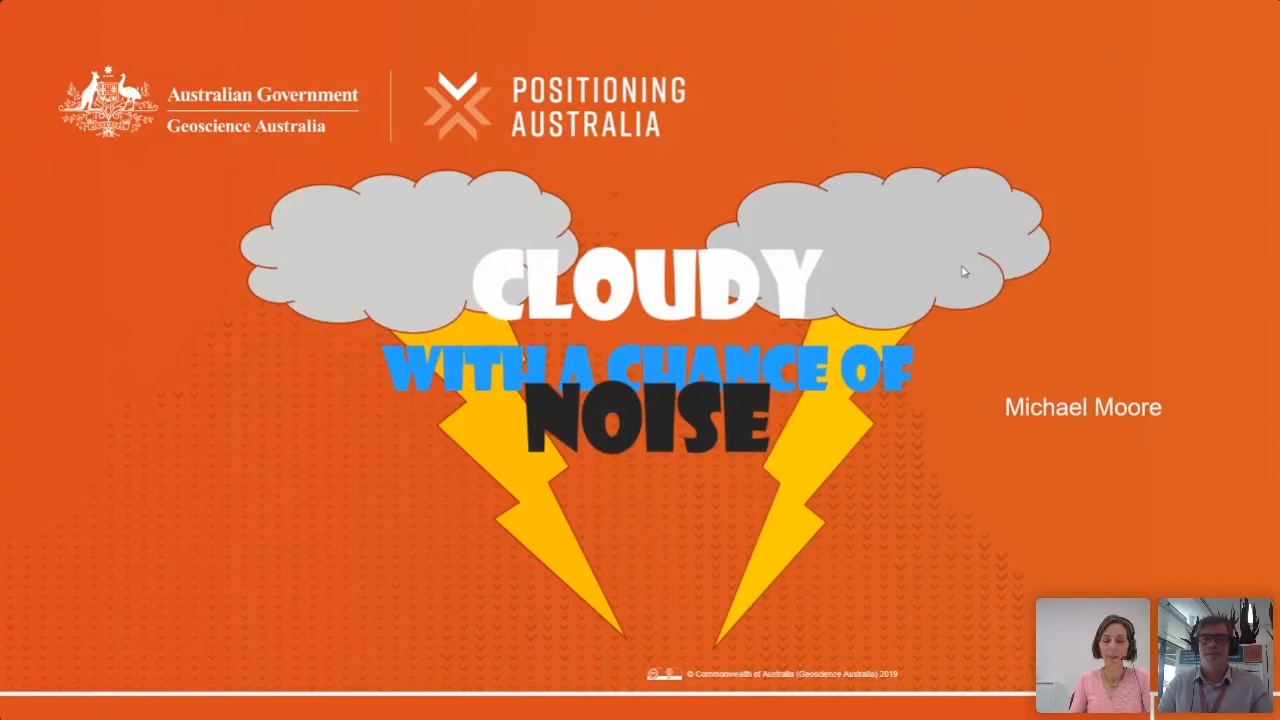 Australian Government
Geoscience Australia
POSITIONING
AUSTRALIA
CLOUDY
WITH A CHANCE OF
NOISE
Michael Moore
© Commonwealth of Australia (Geoscience Australia) 2019